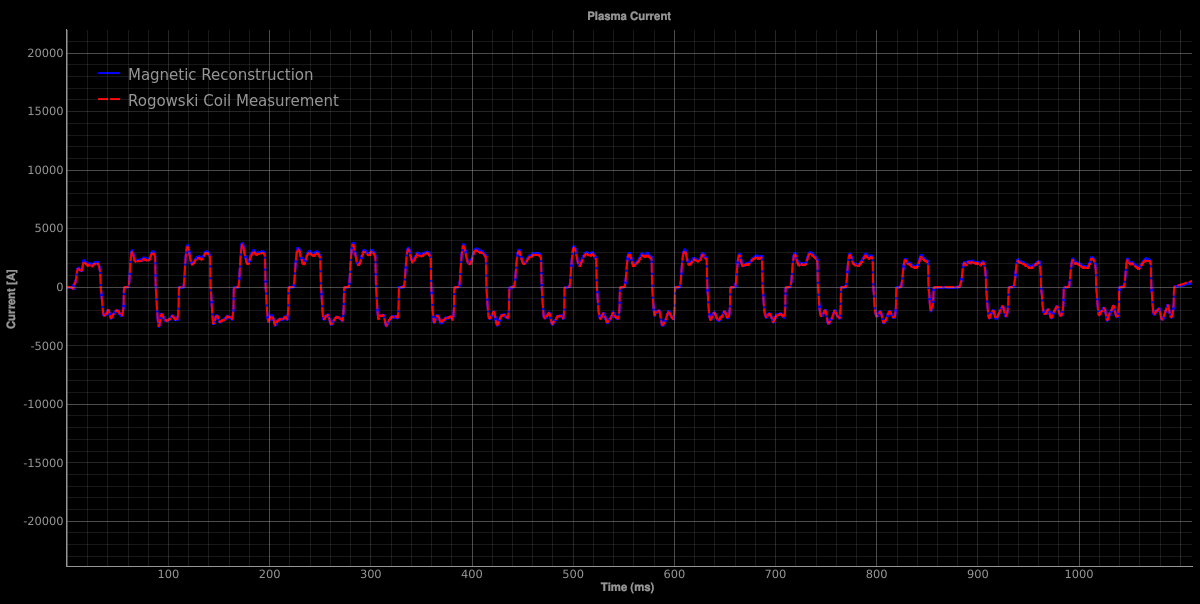 Plasma Current
Magnetic Reconstruction
Rogowski Coil Measurement
Current [A]
20000
15000
10000
5000
0
-5000
-10000
-15000
-20000
100 200 300 400 500 600 700 800 900 1000
Time (ms)